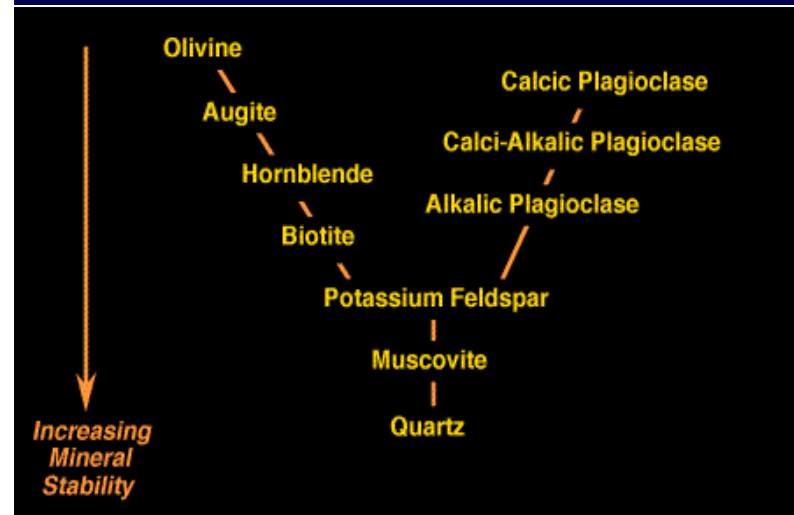 Olivine
Calcic Plagioclase
Augite
Calci-Alkalic Plagioclase
Hornblende
Alkalic Plagioclase
Biotite
Potassium Feldspar
Muscovite
Quartz
Increasing
Mineral
Stability